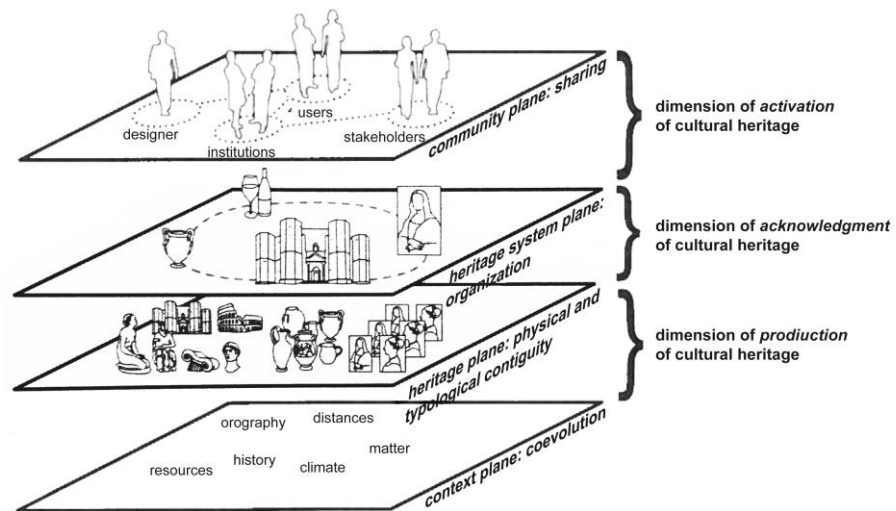 designer
institutions
users
stakeholders
community plane: sharing
dimension of activation
of cultural heritage
heritage system plane:
organization
dimension of acknowledgment
of cultural heritage
heritage plane: physical and
typological contiguity
dimension of prodiuction
of cultural heritage
orography
distances
resources
history
climate
matter
context plane: coevolution